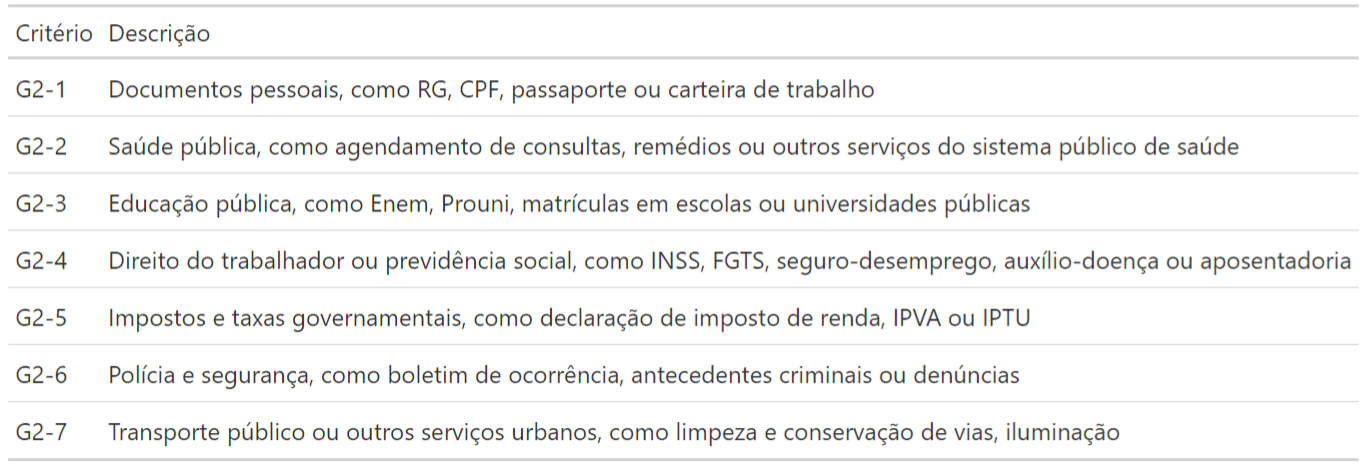 Critério Descrição
G2-1 Documentos pessoais, como RG, CPF, passaporte ou carteira de trabalho
G2-2 Saúde pública, como agendamento de consultas, remédios ou outros serviços do sistema público de saúde
G2-3 Educação pública, como Enem, Prouni, matrículas em escolas ou universidades públicas
G2-4 Direito do trabalhador ou previdência social, como INSS, FGTS, seguro-desemprego, auxílio-doença ou aposentadoria
G2-5 Impostos e taxas governamentais, como declaração de imposto de renda, IPVA ou IPTU
G2-6 Polícia e segurança, como boletim de ocorrência, antecedentes criminais ou denúncias
G2-7 Transporte público ou outros serviços urbanos, como limpeza e conservação de vias, iluminação